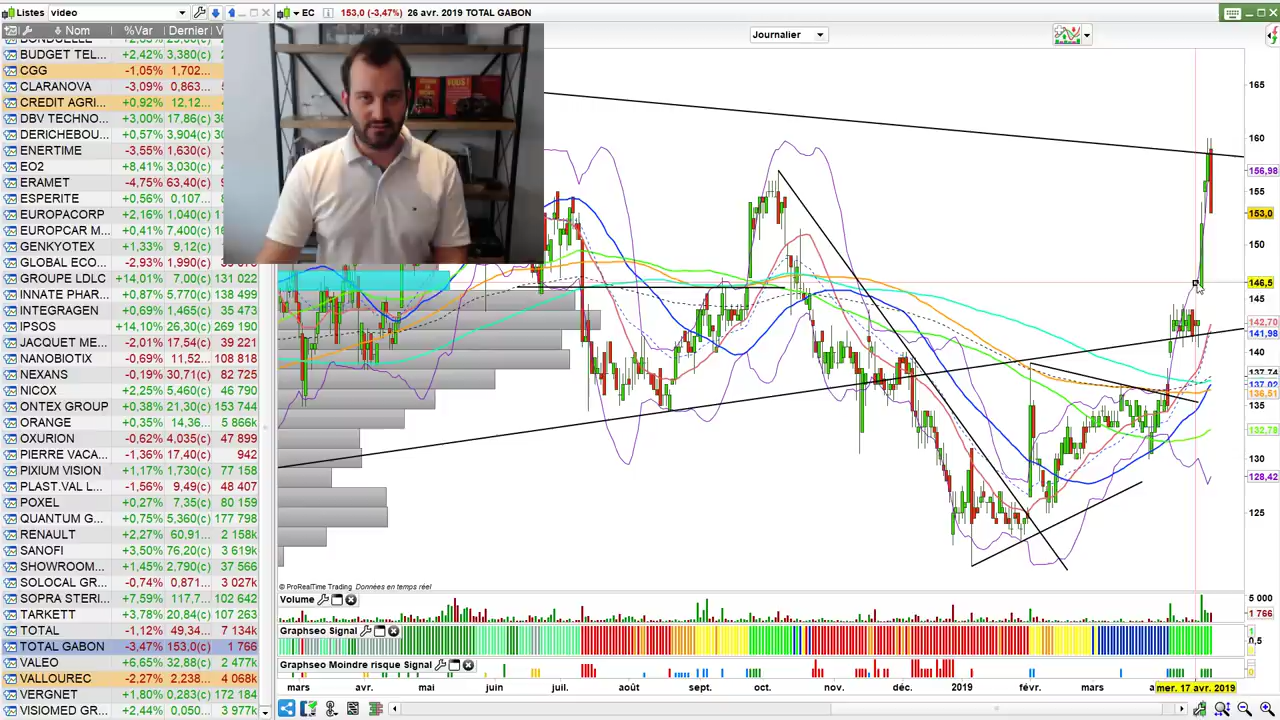 Listes vidéo
EC 153,0 (-3,47%) 26 avr. 2019 TOTAL GABON
Nom %Var Dernier V
Journalier
BUDGET TEL... +2,42% 3,380(c)
CGG -1,05% 1,702...
CLARANOVA -3,09% 0,863...
CREDIT AGRI... +0,92% 12,12...
DBV TECHNO... +3,00% 17,86(c)
DERICHEBOU... +0,57% 3,904(c)
ENERTIME -3,55% 1,630(c)
EO2 +8,41% 3,030(c)
ERAMET -4,75% 63,40(c)
ESPERITE +0,56% 0,107...
EUROPACORP +2,16% 1,040(c)
EUROPCAR M... +0,41% 7,400(c)
GENKYOTEX +1,33% 9,12(c)
GLOBAL ECO... -2,93% 1,190(c)
GROUPE LDLC +14,01% 7,00(c) 131 022
INNATE PHAR... +0,87% 5,770(c) 138 499
INTEGRAGEN +1,48% 1,715(c) 35 473
IPSOS +14,10% 26,30(c) 269 190
JACQUET ME... -2,21% 17,54(c) 22 342
NANOBIOTIX -0,69% 11,52... 108 818
NEXANS -0,19% 30,71(c) 82 725
NICOX +2,25% 5,460(c) 46 790
ONTEX GROUP +0,38% 21,30(c) 153 744
ORANGE +0,35% 14,36... 5 866k
OXURION -0,62% 4,035(c) 47 899
PIERRE VACA... -1,36% 17,40(c) 942
PIXIUM VISION +1,17% 1,730(c) 77 158
PLAST.VAL L... -1,56% 9,49(c) 48 407
POXEL +0,27% 7,35(c) 80 159
QUANTUM G... +0,75% 5,360(c) 177 798
RENAULT +2,27% 60,91... 2 158k
SANOFI +3,50% 76,20(c) 3 619k
SHOWROOM... +1,45% 2,790(c) 37 166
SOLOCAL GR... -0,74% 0,871... 3 027k
SOPRA STERI... +7,59% 117,7... 102 642
TARKETT +3,78% 20,84(c) 107 263
TOTAL -1,12% 49,34... 7 134k
TOTAL GABON -3,47% 153,0(c) 1 766
VALEO +6,65% 32,88(c) 2 477k
VALLOUREC -2,27% 2,238... 4 068k
VERGNET +1,80% 0,283(c) 172 184
VISIOMED GR... +2,44% 0,050 3 977k
165
160
156,98
155
153,0
150
146,5
145
142,70
141,98
140
137,74
136,51
135
132,78
130
128,42
125
© ProRealTime Trading Données en temps réel
Volume
5 000
1 766
Graphseo Signal
1
0,5
Graphseo Moindre risque Signal
mars avr. mai juin juil. août sept. oct. nov. déc. 2019 févr. mars a mer. 17 avr. 2019